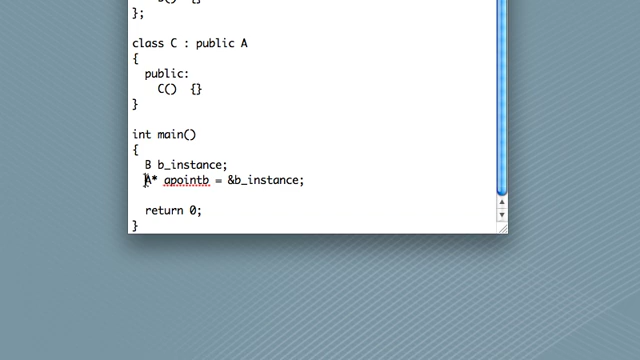 B()  {}
};
class C : public A
{
public:
C()  {}
}
int main()
{
B b_instance;
A* apointb = &b_instance;
return 0;
}